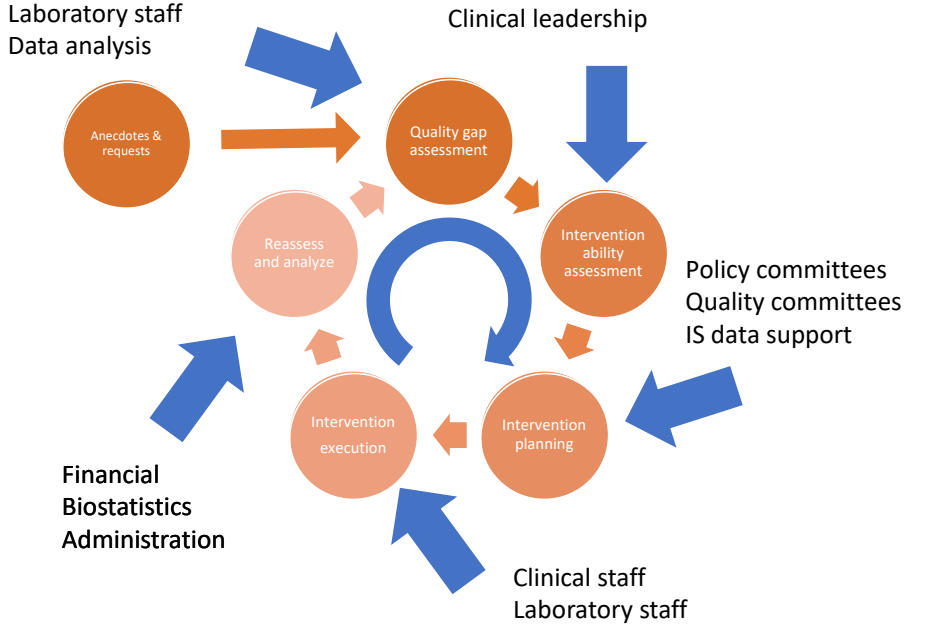 Laboratory staff
Data analysis
Clinical leadership
Anecdotes &
requests
Quality gap
assessment
Reassess
and analyze
Intervention
ability
assessment
Policy committees
Quality committees
IS data support
Intervention
execution
Intervention
planning
Financial
Biostatistics
Administration
Clinical staff
Laboratory staff